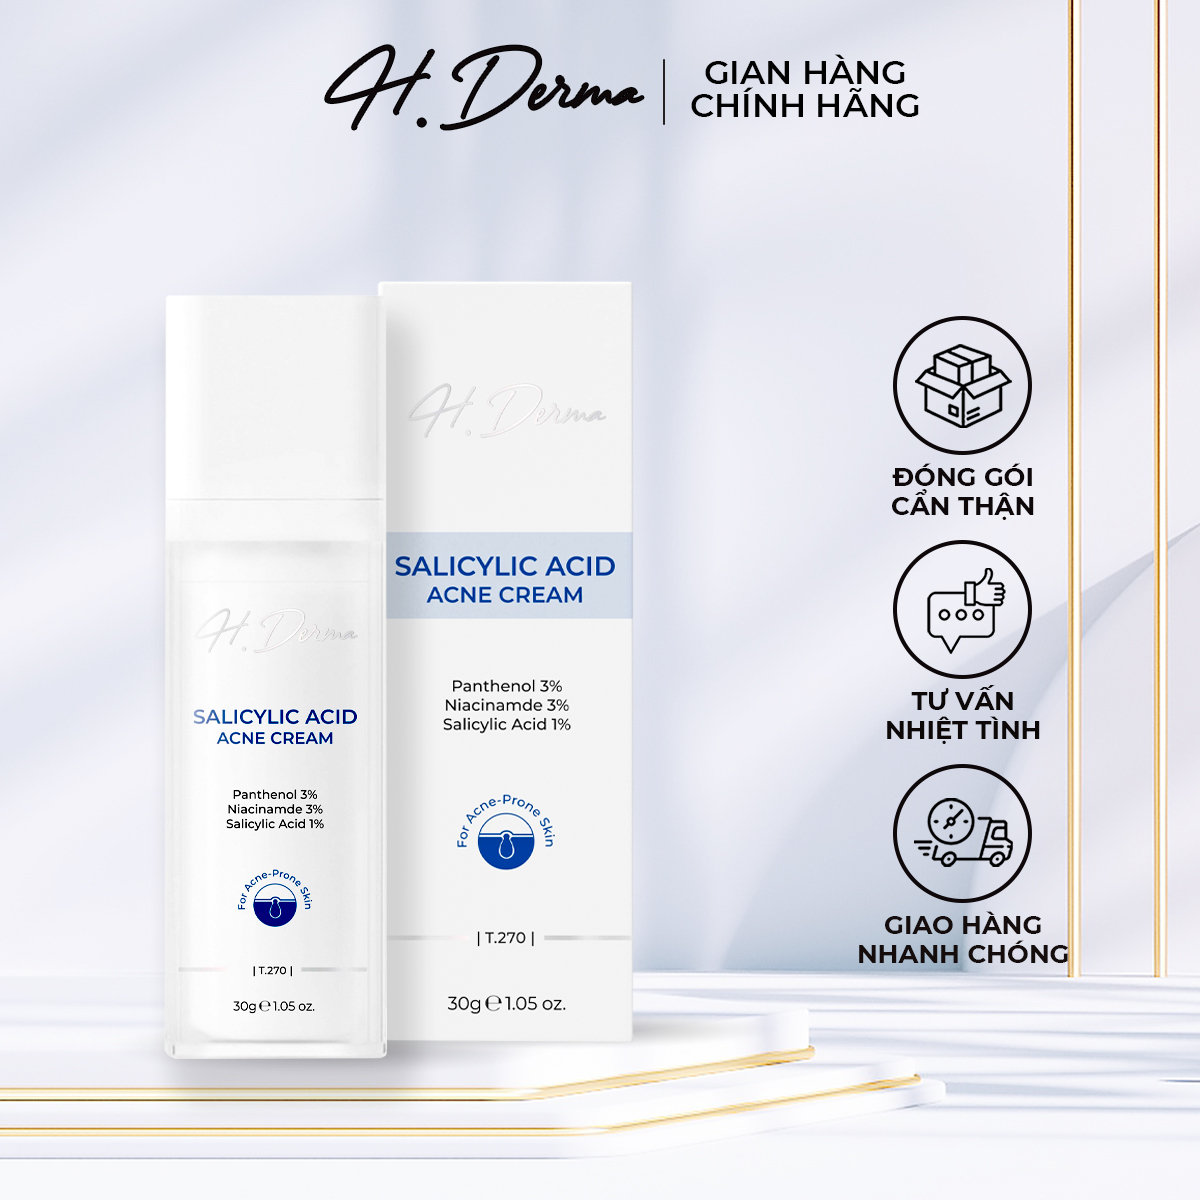 H. Derma
GIAN HÀNG
CHÍNH HÃNG
H. Derma
SALICYLIC ACID
ACNE CREAM
Panthenol 3%
Niacinamde 3%
Salicylic Acid 1%
For Acne-Prone Skin
| T.270 |
30g ℮ 1.05 oz.
H. Derma
SALICYLIC ACID
ACNE CREAM
Panthenol 3%
Niacinamde 3%
Salicylic Acid 1%
For Acne-Prone Skin
| T.270 |
30g ℮ 1.05 oz.
ĐÓNG GÓI
CẨN THẬN
TƯ VẤN
NHIỆT TÌNH
GIAO HÀNG
NHANH CHÓNG